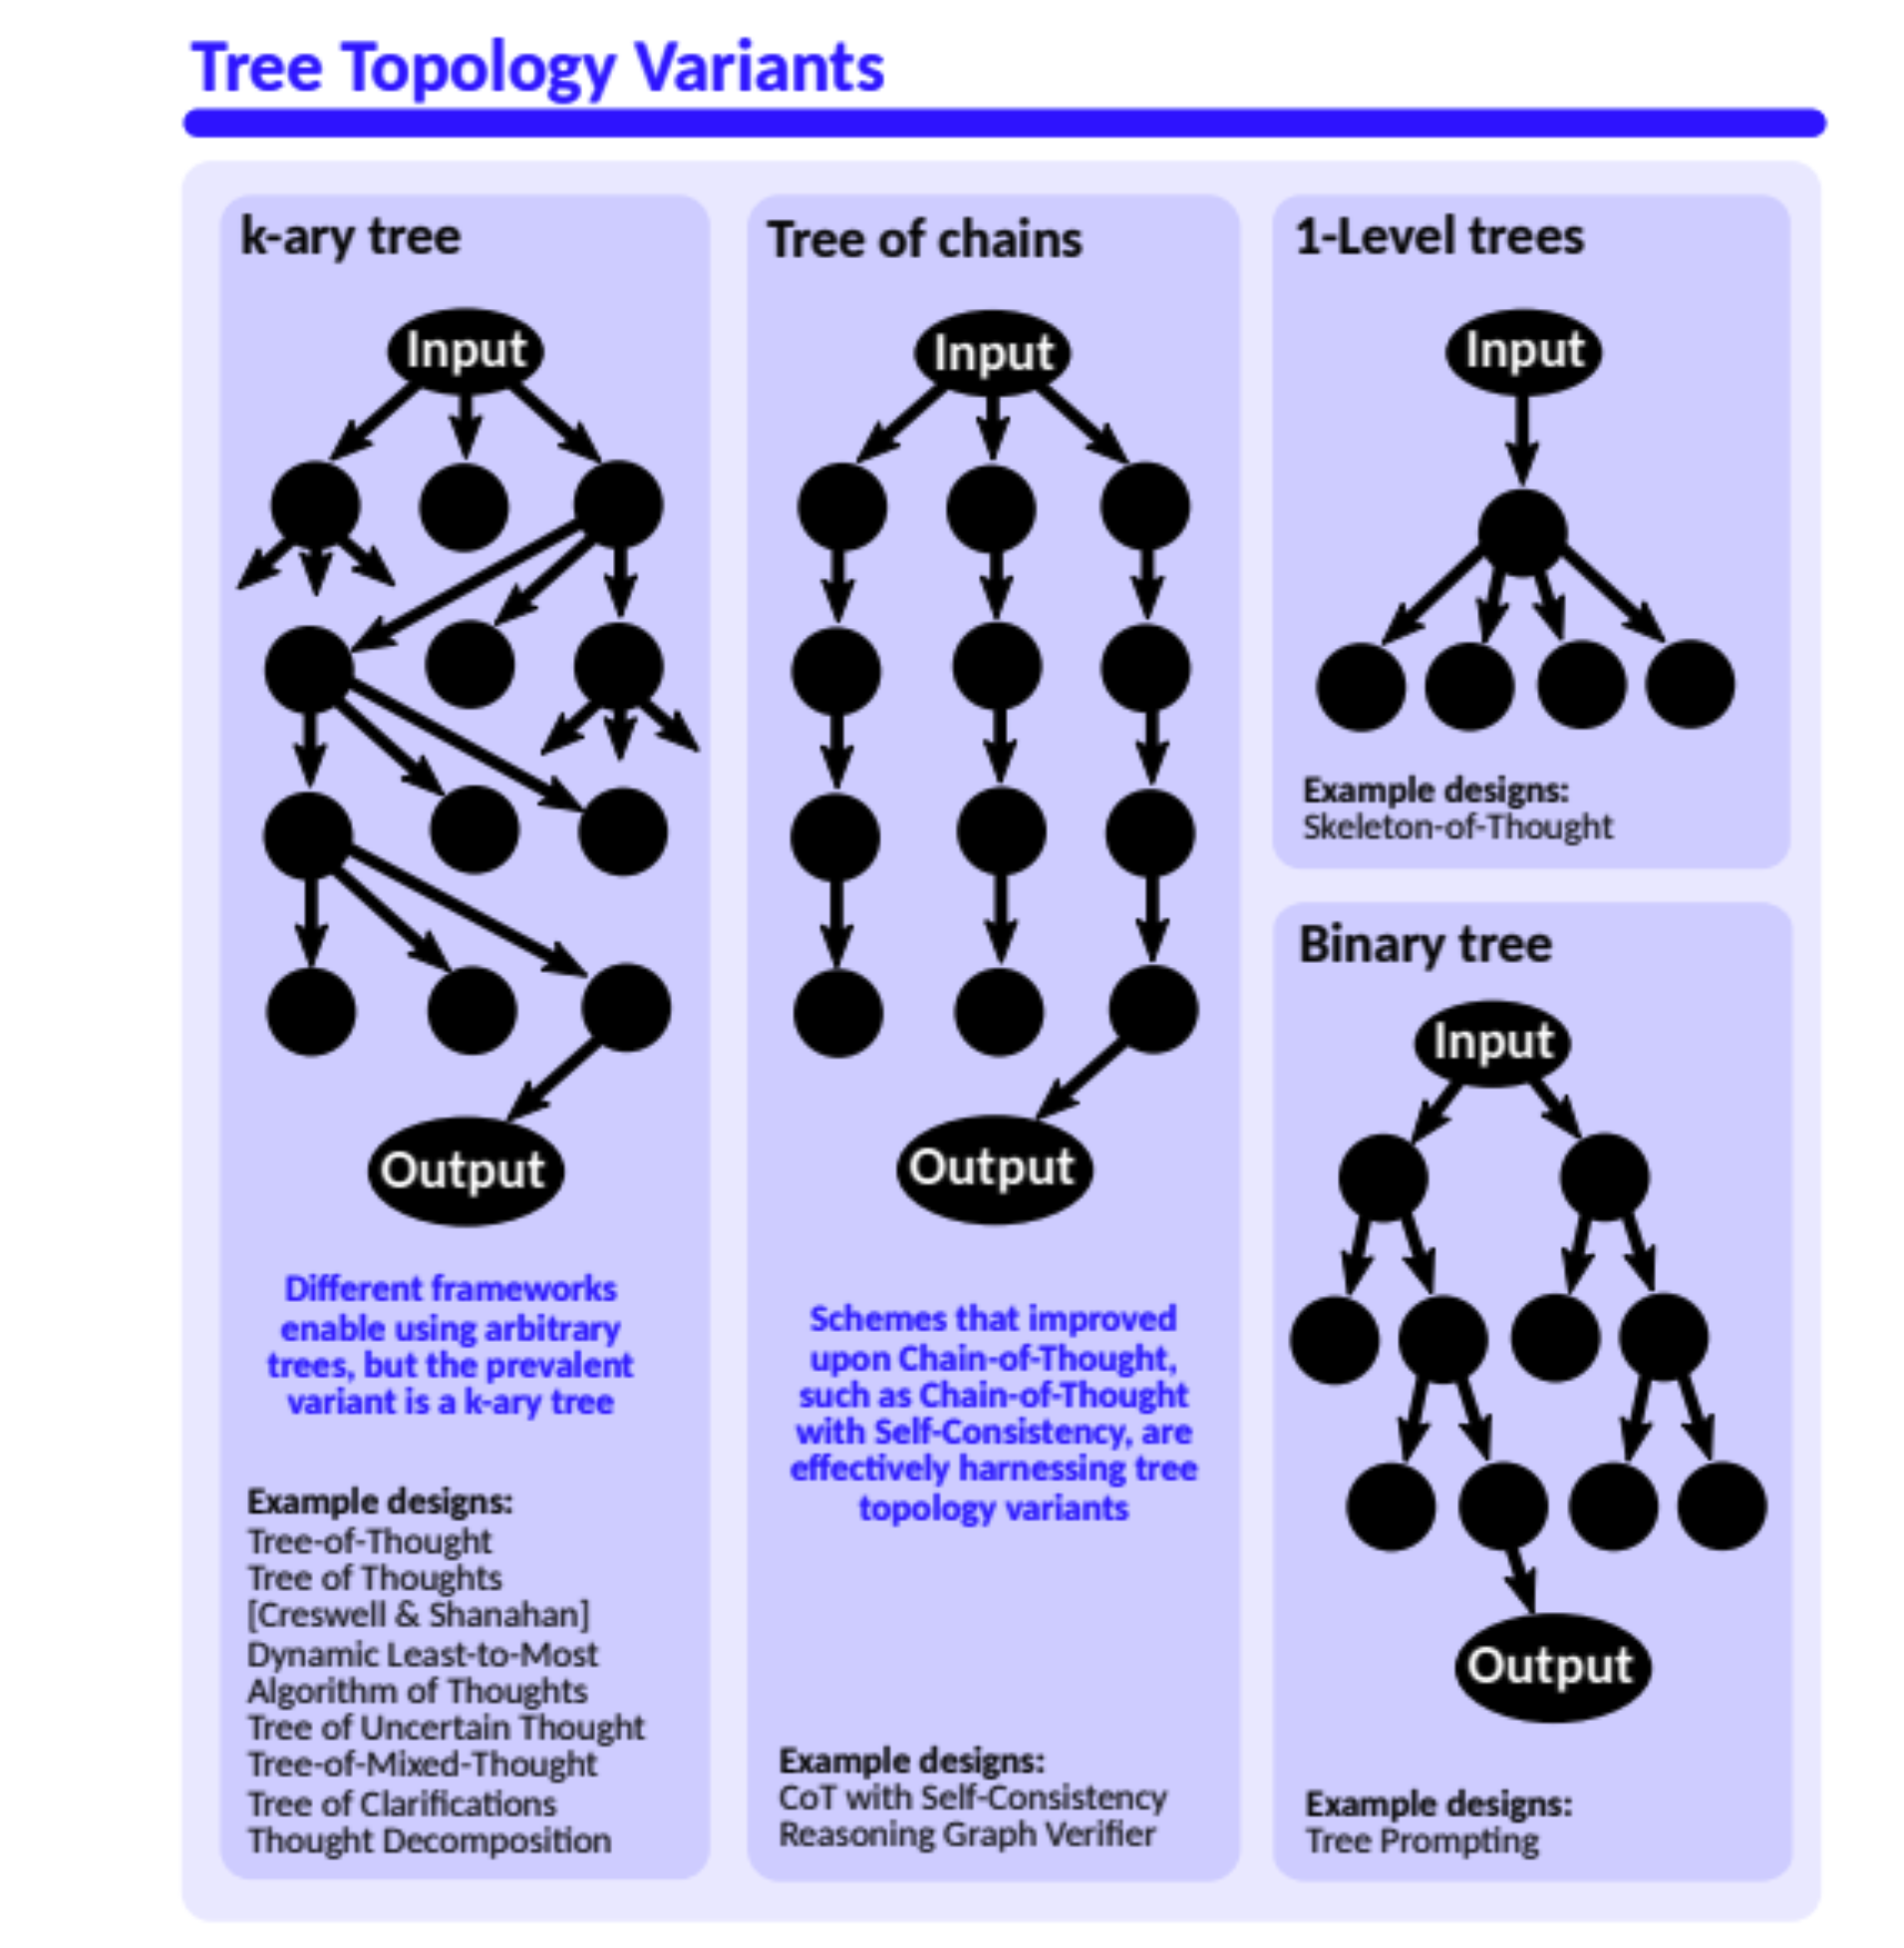 Tree Topology Variants
k-ary tree
Input
Output
Different frameworks
enable using arbitrary
trees, but the prevalent
variant is a k-ary tree
Example designs:
Tree-of-Thought
Tree of Thoughts
[Creswell & Shanahan]
Dynamic Least-to-Most
Algorithm of Thoughts
Tree of Uncertain Thought
Tree-of-Mixed-Thought
Tree of Clarifications
Thought Decomposition
Tree of chains
Input
Output
Schemes that improved
upon Chain-of-Thought,
such as Chain-of-Thought
with Self-Consistency, are
effectively harnessing tree
topology variants
Example designs:
CoT with Self-Consistency
Reasoning Graph Verifier
1-Level trees
Input
Example designs:
Skeleton-of-Thought
Binary tree
Input
Output
Example designs:
Tree Prompting